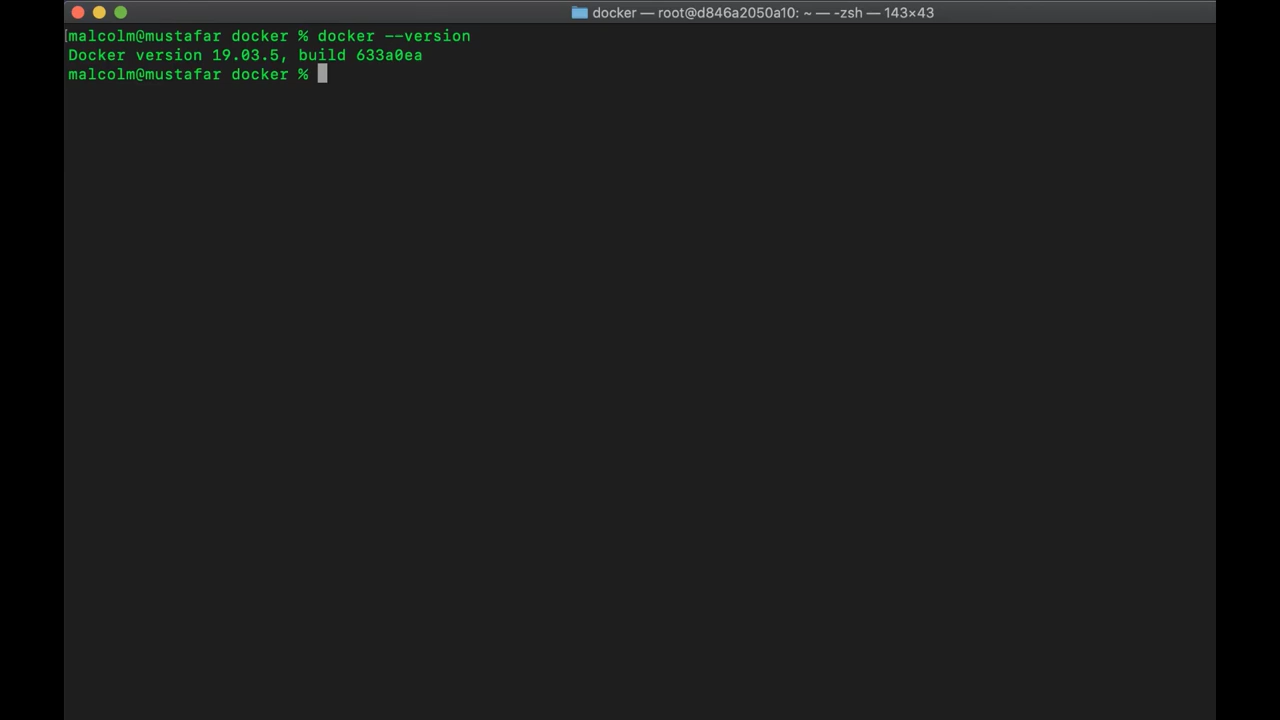 docker — root@d846a2050a10: ~ — -zsh — 143×43
[malcolm@mustafar docker % docker --version
Docker version 19.03.5, build 633a0ea
malcolm@mustafar docker %